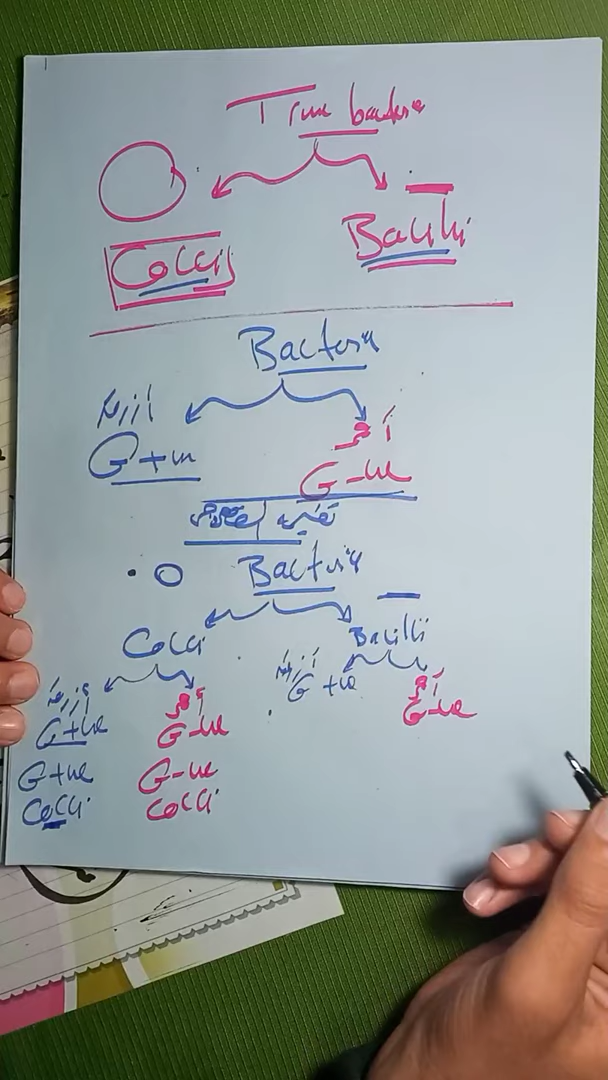 True bacteria
Cocci Bacilli
Bacteria
أزرق أحمر
G+ve G-ve
Bacteria
Cocci Bacilli
أزرق أحمر أزرق أحمر
G+ve G-ve G+ve G-ve
G+ve G-ve
Cocci Cocci